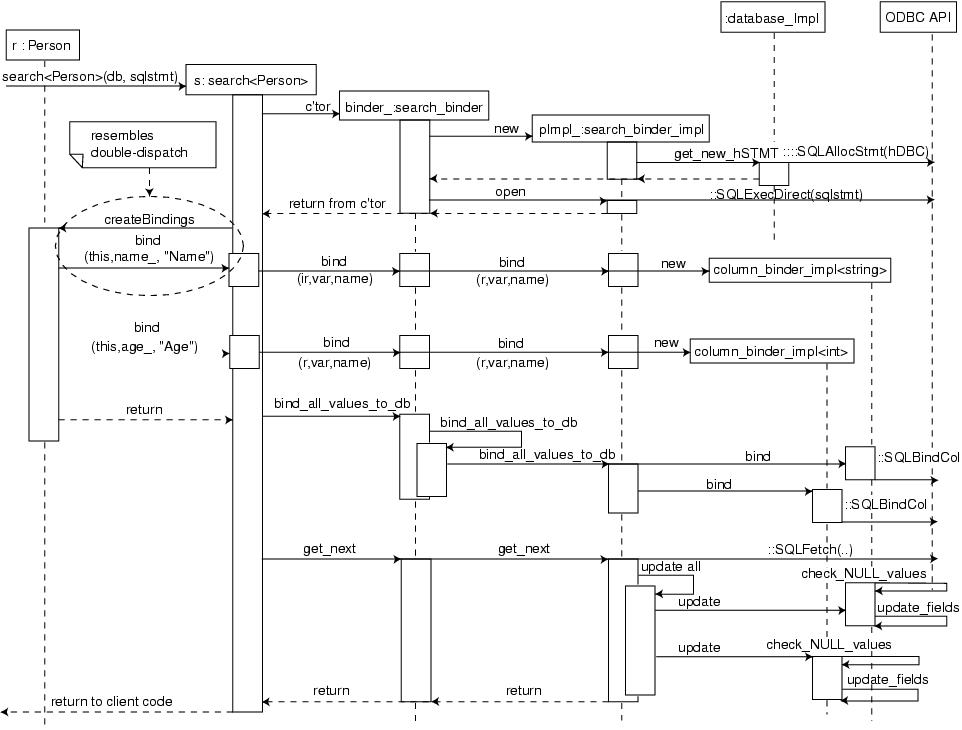 :database_Impl
ODBC API
r : Person
search<Person>(db, sqlstmt)
s: search<Person>
c'tor
binder_:search_binder
new
pImpl_:search_binder_impl
resembles
double-dispatch
get_new_hSTMT
::::SQLAllocStmt(hDBC)
open
::SQLExecDirect(sqlstmt)
return from c'tor
createBindings
bind
(this,name_, "Name")
bind
(ir,var,name)
bind
(r,var,name)
new
column_binder_impl<string>
bind
(this,age_, "Age")
bind
(r,var,name)
bind
(r,var,name)
new
column_binder_impl<int>
return
bind_all_values_to_db
bind_all_values_to_db
bind_all_values_to_db
bind
::SQLBindCol
bind
::SQLBindCol
get_next
get_next
::SQLFetch(..)
update all
check_NULL_values
update
update_fields
update
check_NULL_values
update_fields
return
return
return to client code